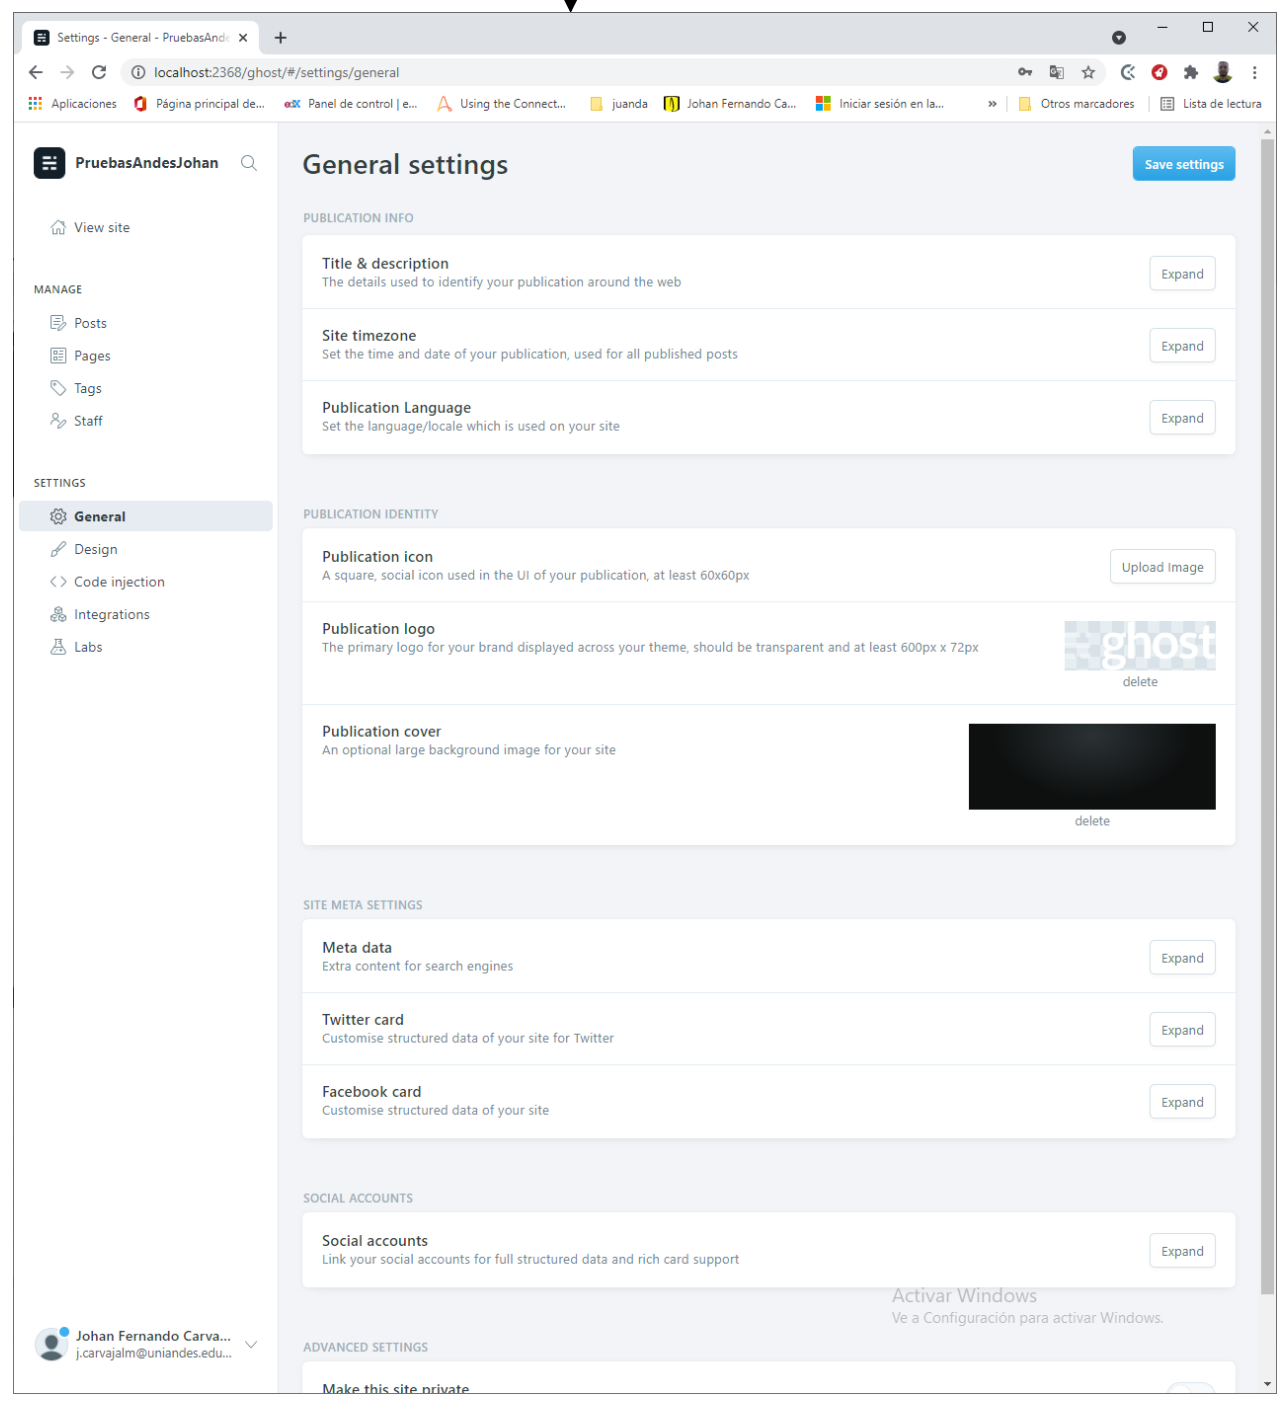 Settings - General - PruebasAnde
localhost:2368/ghost/#/settings/general
Aplicaciones
Página principal de...
edX
Panel de control | e...
Using the Connect...
juanda
Johan Fernando Ca...
Iniciar sesión en la...
»
Otros marcadores
Lista de lectura
PruebasAndesJohan
View site
MANAGE
Posts
Pages
Tags
Staff
SETTINGS
General
Design
Code injection
Integrations
Labs
Johan Fernando Carva...
j.carvajalm@uniandes.edu...
General settings
Save settings
PUBLICATION INFO
Title & description
The details used to identify your publication around the web
Expand
Site timezone
Set the time and date of your publication, used for all published posts
Expand
Publication Language
Set the language/locale which is used on your site
Expand
PUBLICATION IDENTITY
Publication icon
A square, social icon used in the UI of your publication, at least 60x60px
Upload Image
Publication logo
The primary logo for your brand displayed across your theme, should be transparent and at least 600px x 72px
ghost
delete
Publication cover
An optional large background image for your site
delete
SITE META SETTINGS
Meta data
Extra content for search engines
Expand
Twitter card
Customise structured data of your site for Twitter
Expand
Facebook card
Customise structured data of your site
Expand
SOCIAL ACCOUNTS
Social accounts
Link your social accounts for full structured data and rich card support
Expand
Activar Windows
Ve a Configuración para activar Windows.
ADVANCED SETTINGS
Make this site private